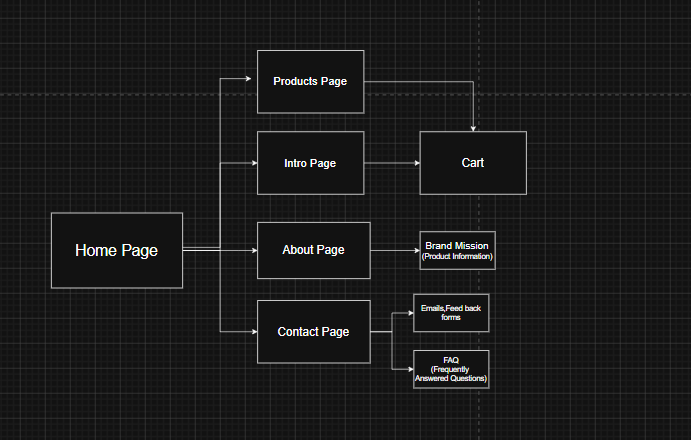 Products Page
Intro Page
Cart
Home Page
About Page
Brand Mission
(Product Information)
Contact Page
Emails,Feed back
forms
FAQ
(Frequently
Answered Questions)